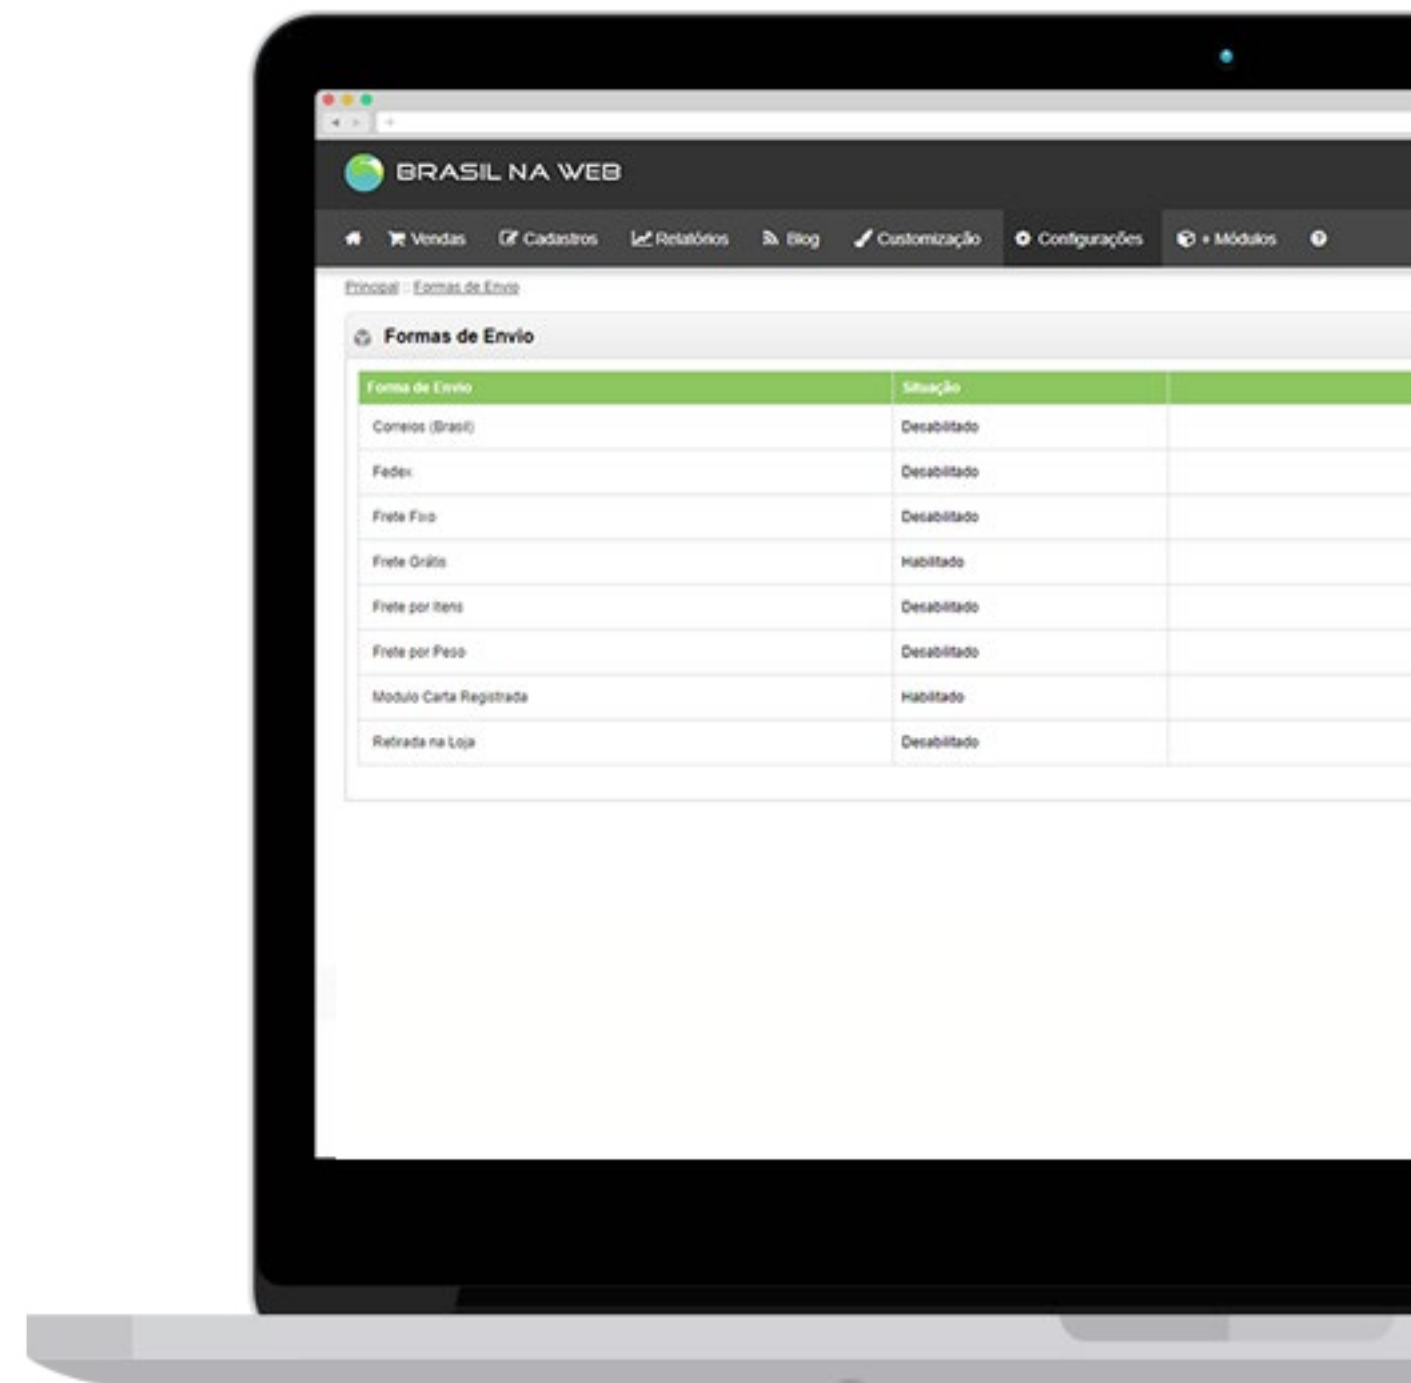 BRASIL NA WEB
Vendas Cadastros Relatórios Blog Customização Configurações + Módulos ?
Principal :: Formas de Envio
Formas de Envio
Forma de Envio Situação
Correios (Brasil) Desabilitado
Fedex Desabilitado
Frete Fixo Desabilitado
Frete Grátis Habilitado
Frete por Itens Desabilitado
Frete por Peso Desabilitado
Modulo Carta Registrada Habilitado
Retirada na Loja Desabilitado